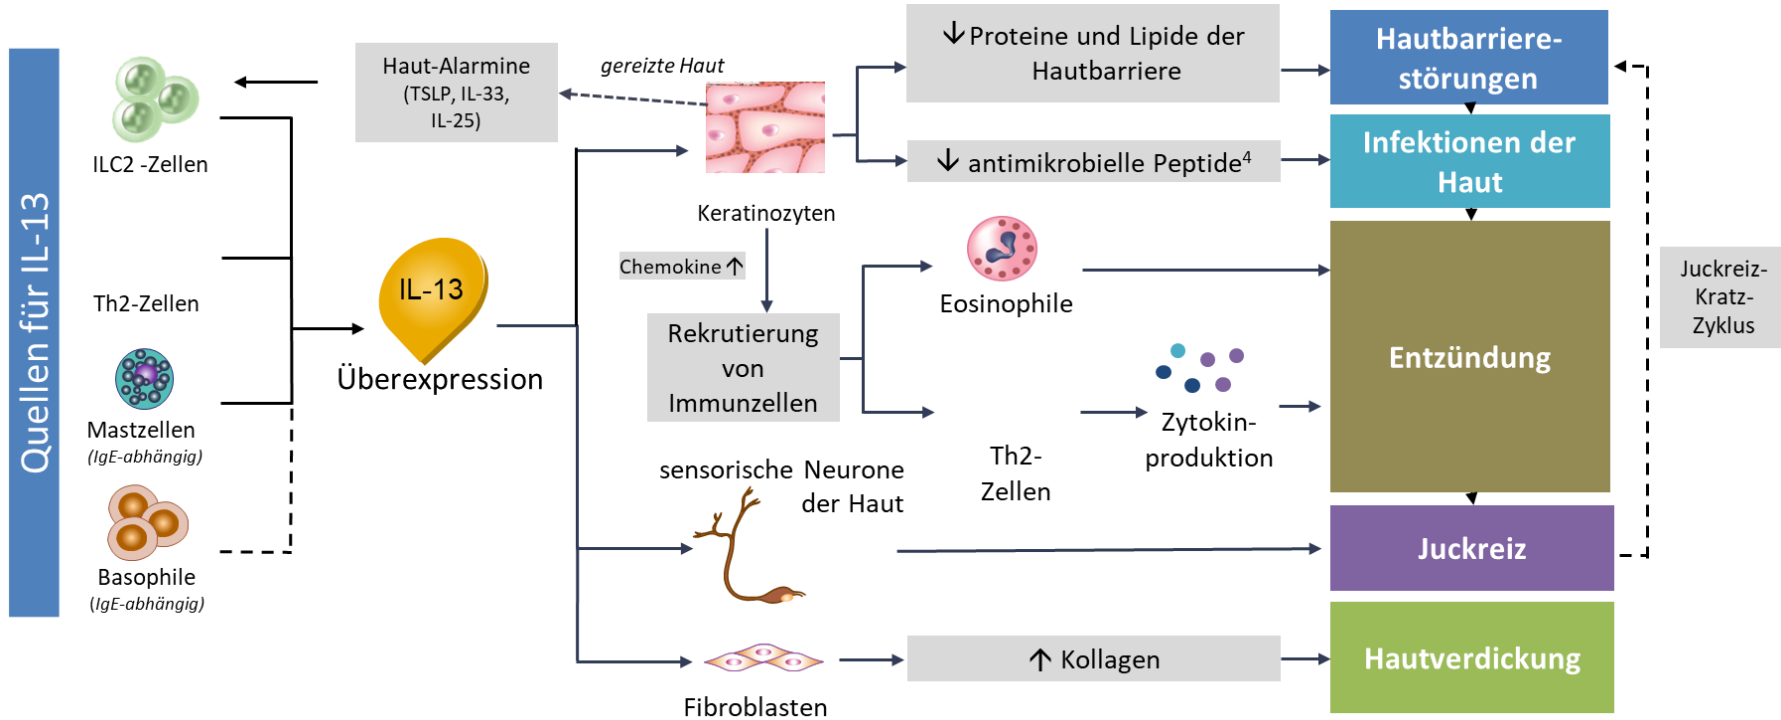 Quellen für IL-13
ILC2 -Zellen
Th2-Zellen
Mastzellen
(IgE-abhängig)
Basophile
(IgE-abhängig)
Haut-Alarmine
(TSLP, IL-33,
IL-25)
gereizte Haut
IL-13
Überexpression
Keratinozyten
Chemokine ↑
Rekrutierung
von
Immunzellen
sensorische Neurone
der Haut
Fibroblasten
↓ Proteine und Lipide der
Hautbarriere
↓ antimikrobielle Peptide⁴
Eosinophile
Th2-
Zellen
Zytokin-
produktion
↑ Kollagen
Hautbarriere-
störungen
Infektionen der
Haut
Entzündung
Juckreiz
Hautverdickung
Juckreiz-
Kratz-
Zyklus